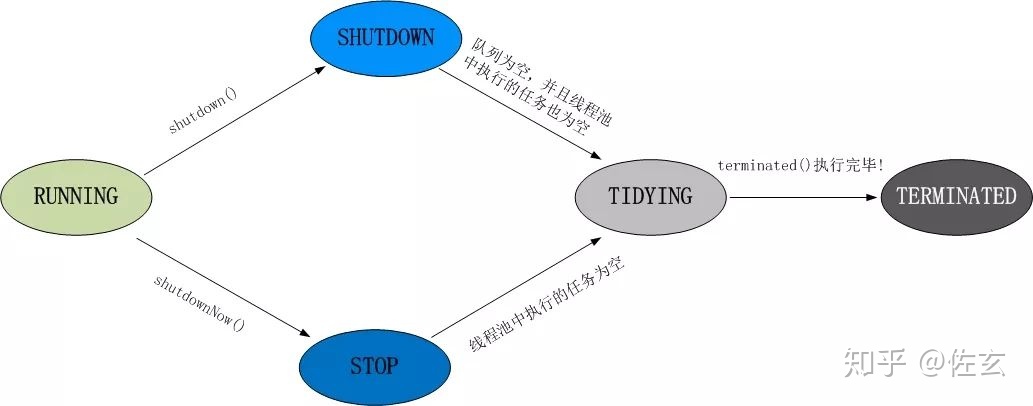 SHUTDOWN
队列为空，并且线程池
中执行的任务也为空
shutdown()
terminated()执行完毕!
RUNNING
TIDYING
TERMINATED
shutdownNow()
线程池中执行的任务为空
STOP
知乎 @佐玄